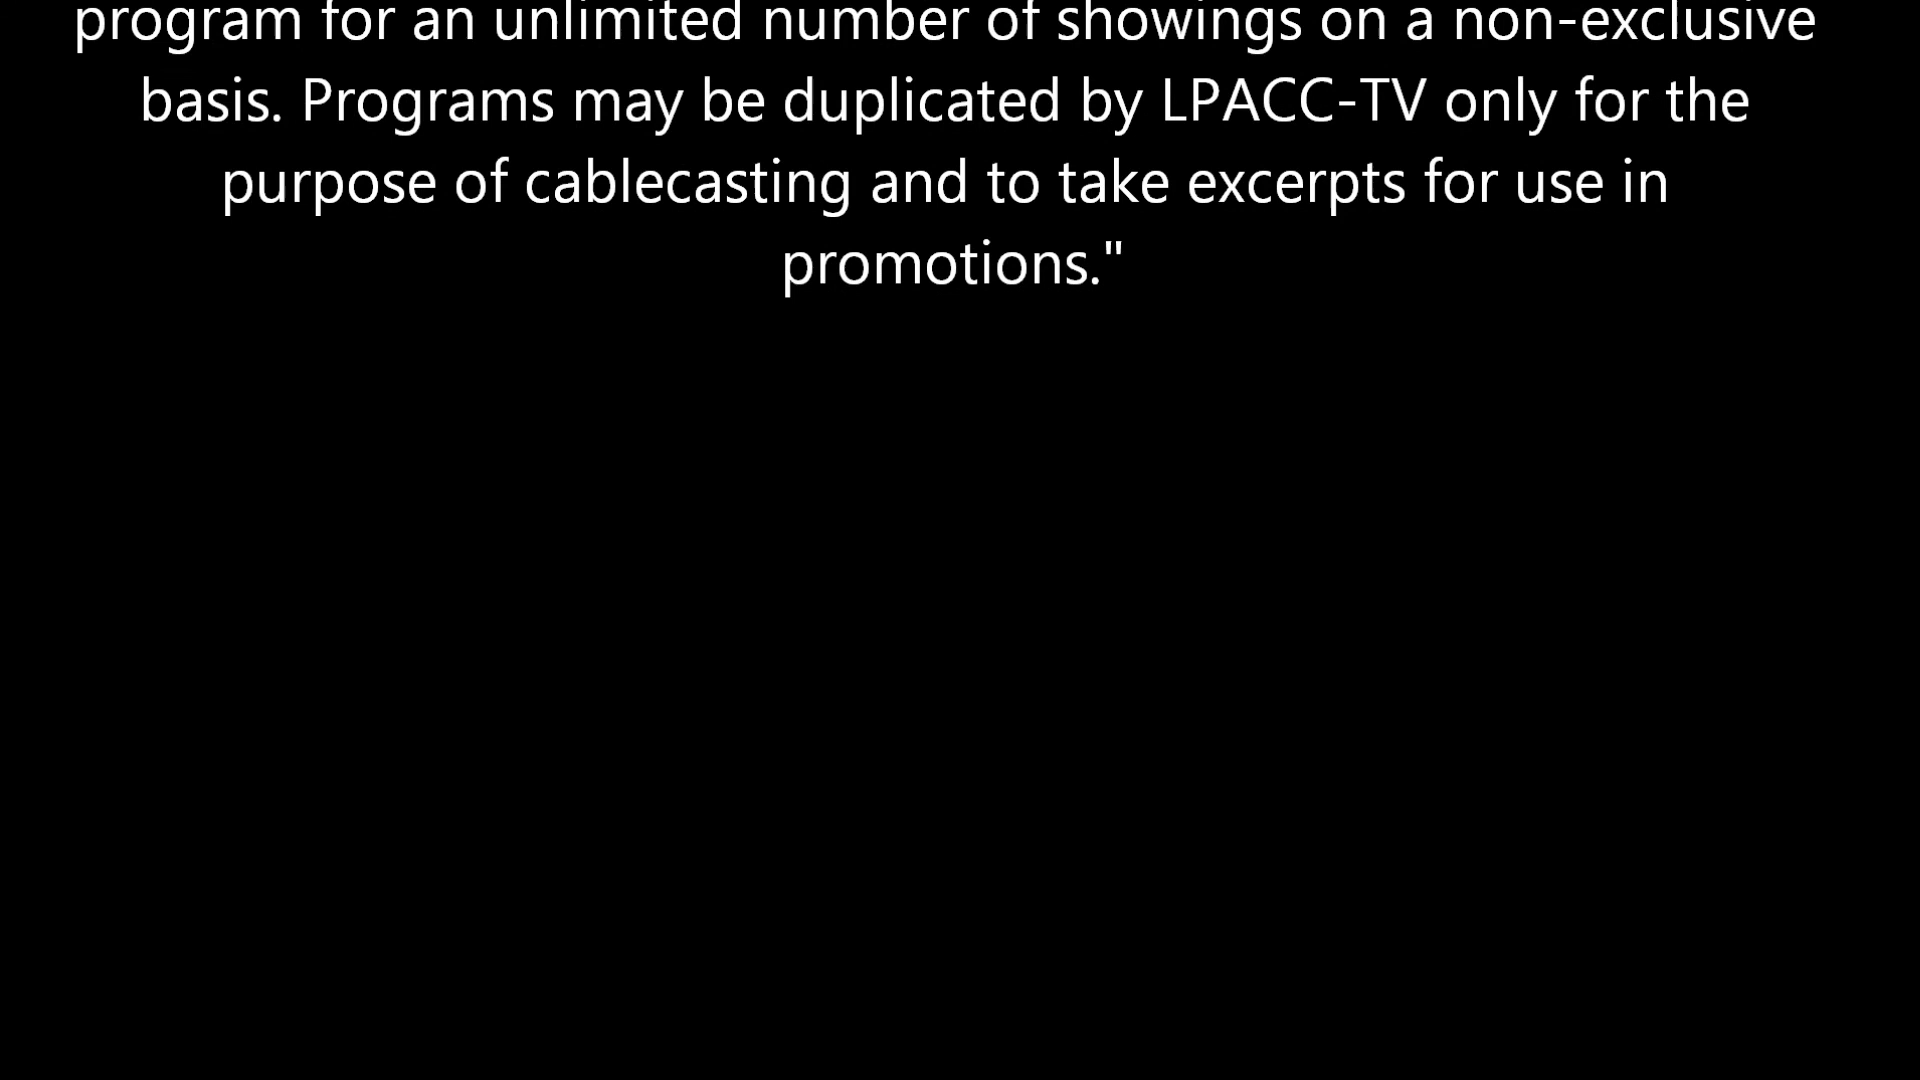 program for an unlimited number of showings on a non-exclusive
basis. Programs may be duplicated by LPACC-TV only for the
purpose of cablecasting and to take excerpts for use in
promotions."